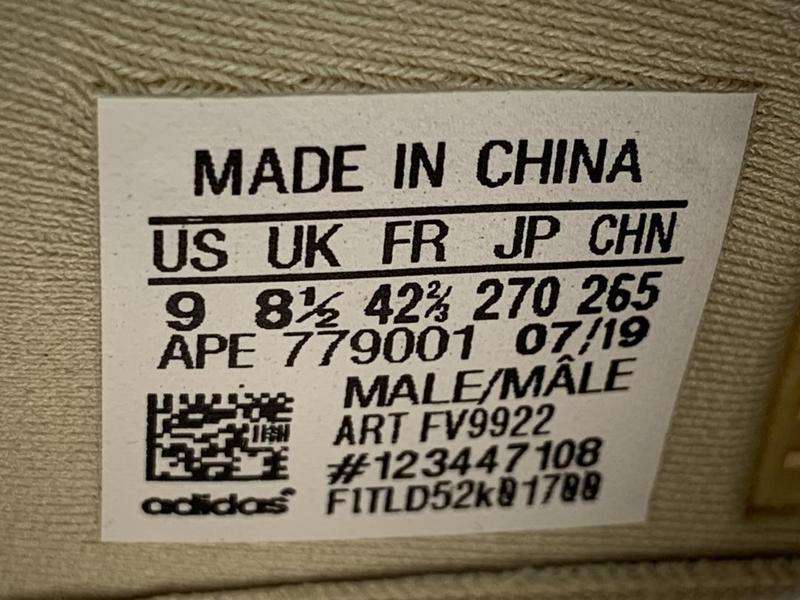 MADE IN CHINA
US UK FR JP CHN
9 8½ 42⅔ 270 265
APE 779001 07/19
MALE/MÂLE
ART FV9922
#123447108
adidas